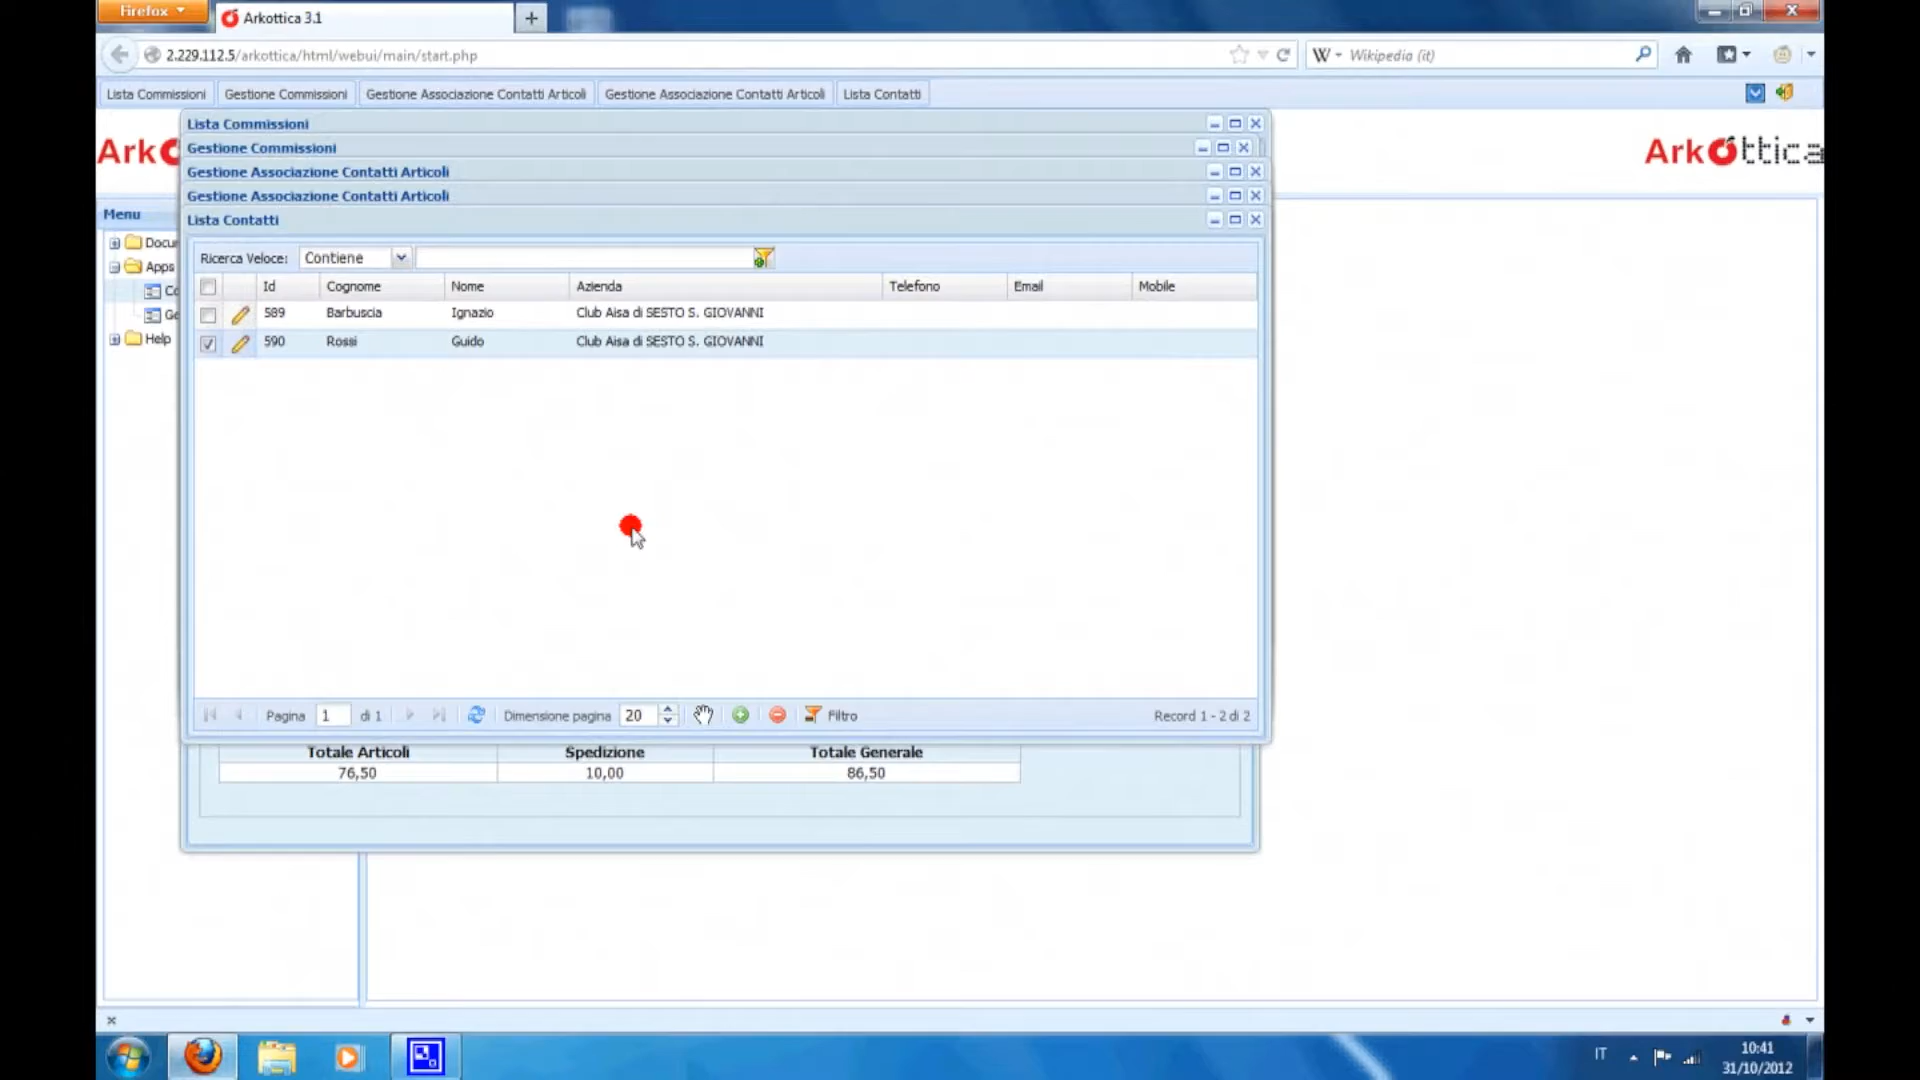 Firefox
Arkottica 3.1
2.229.112.5/arkottica/html/webui/main/start.php
Wikipedia (it)
Lista Commissioni
Gestione Commissioni
Gestione Associazione Contatti Articoli
Gestione Associazione Contatti Articoli
Lista Contatti
Lista Commissioni
Gestione Commissioni
Gestione Associazione Contatti Articoli
Gestione Associazione Contatti Articoli
Lista Contatti
Arkottica
Menu
Apps
Help
Ricerca Veloce: Contiene
Id Cognome Nome Azienda Telefono Email Mobile
589 Barbuscia Ignazio Club Aisa di SESTO S. GIOVANNI
590 Rossi Guido Club Aisa di SESTO S. GIOVANNI
Pagina 1 di 1 Dimensione pagina 20 Filtro Record 1 - 2 di 2
Totale Articoli Spedizione Totale Generale
76,50 10,00 86,50
IT
10:41
31/10/2012